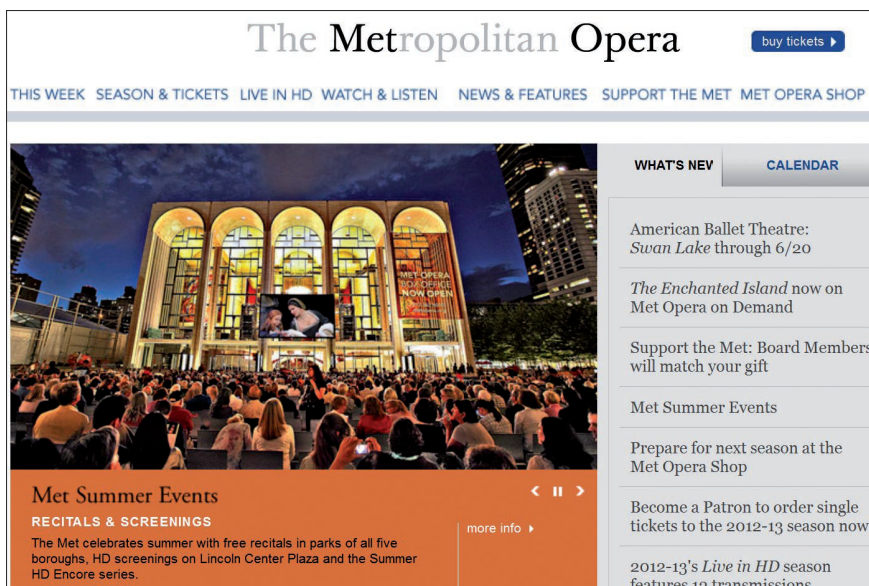 The Metropolitan Opera
buy tickets
THIS WEEK SEASON & TICKETS LIVE IN HD WATCH & LISTEN NEWS & FEATURES SUPPORT THE MET MET OPERA SHOP
MET OPERA
BOX OFFICE
NOW OPEN
Met Summer Events
RECITALS & SCREENINGS
The Met celebrates summer with free recitals in parks of all five
boroughs, HD screenings on Lincoln Center Plaza and the Summer
HD Encore series.
more info
WHAT'S NEW
CALENDAR
American Ballet Theatre:
Swan Lake through 6/20
The Enchanted Island now on
Met Opera on Demand
Support the Met: Board Members
will match your gift
Met Summer Events
Prepare for next season at the
Met Opera Shop
Become a Patron to order single
tickets to the 2012-13 season now
2012-13's Live in HD season
features 12 transmissions